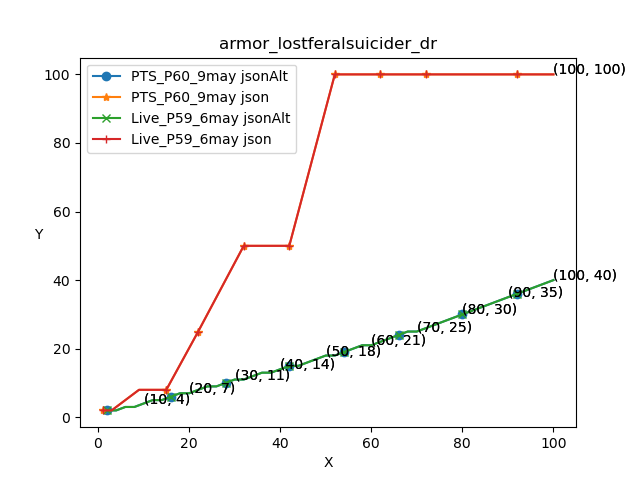 armor_lostferalsuicider_dr
PTS_P60_9may jsonAlt
PTS_P60_9may json
Live_P59_6may jsonAlt
Live_P59_6may json
Y
100
80
60
40
20
0
(100, 100)
(100, 40)
(90, 35)
(80, 30)
(70, 25)
(60, 21)
(50, 18)
(40, 14)
(30, 11)
(20, 7)
(10, 4)
0 20 40 60 80 100
X